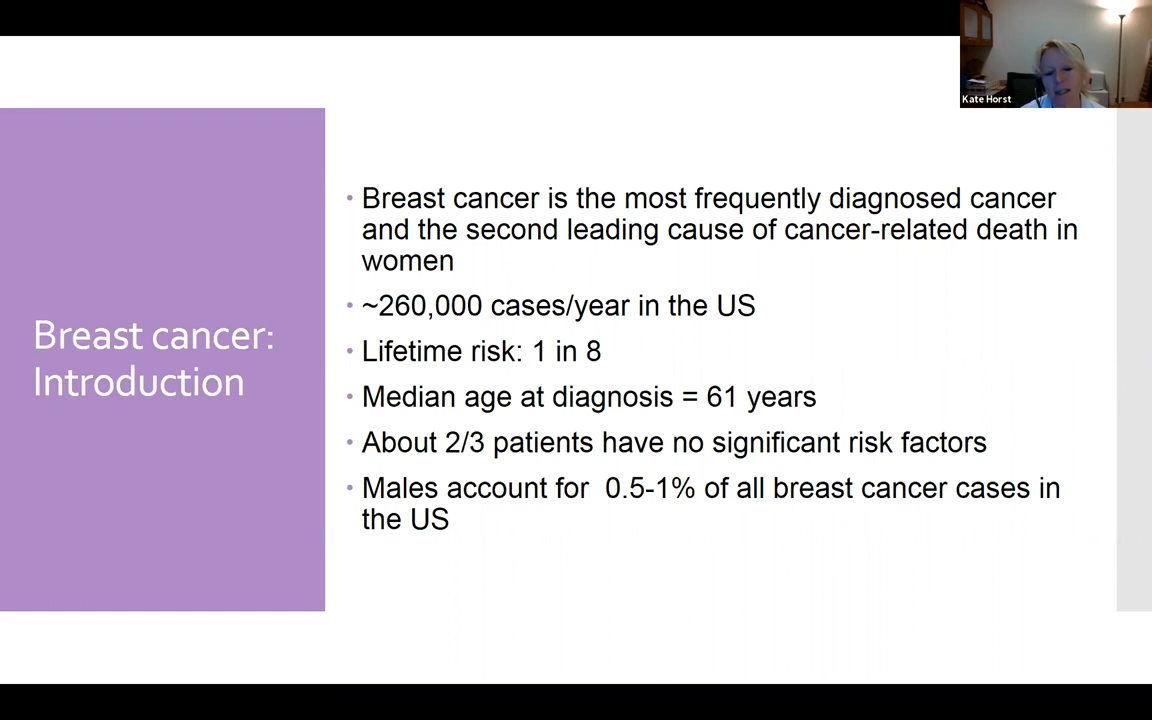 Kate Horst
Breast cancer:
Introduction
• Breast cancer is the most frequently diagnosed cancer
and the second leading cause of cancer-related death in
women
• ~260,000 cases/year in the US
• Lifetime risk: 1 in 8
• Median age at diagnosis = 61 years
• About 2/3 patients have no significant risk factors
• Males account for  0.5-1% of all breast cancer cases in
the US